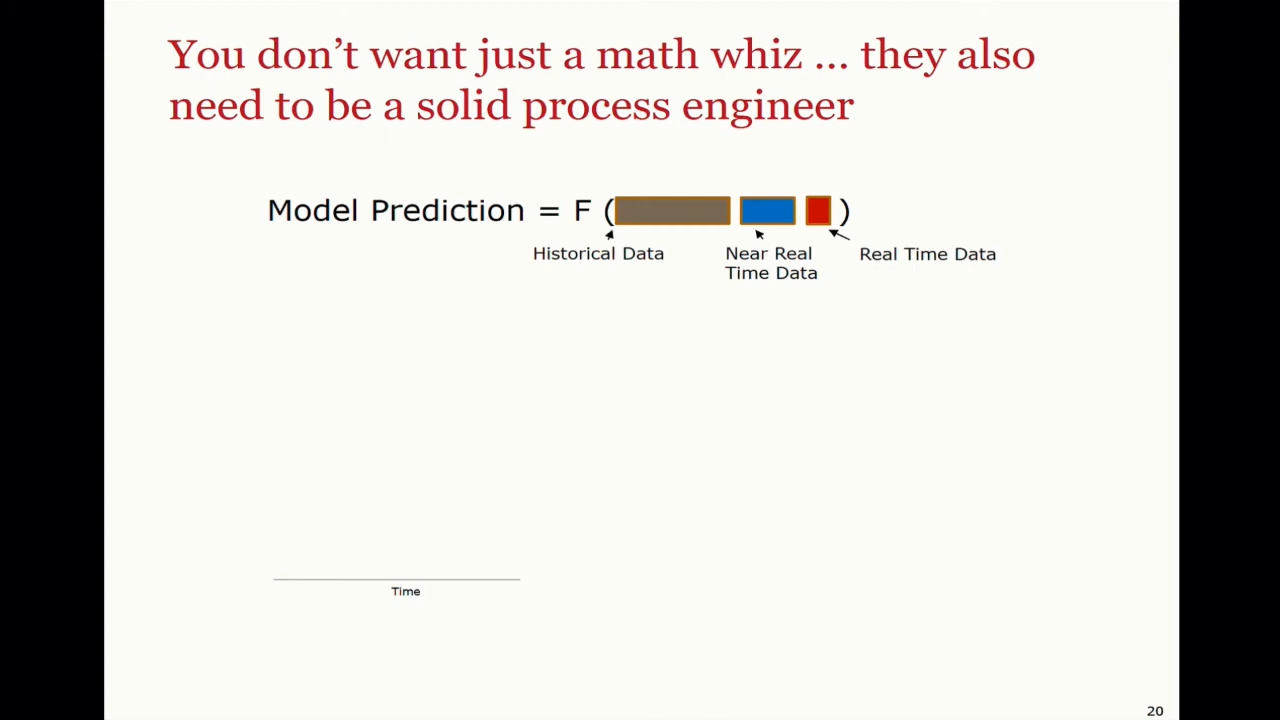 You don’t want just a math whiz ... they also
need to be a solid process engineer
Model Prediction = F ( )
Historical Data
Near Real
Time Data
Real Time Data
Time
20